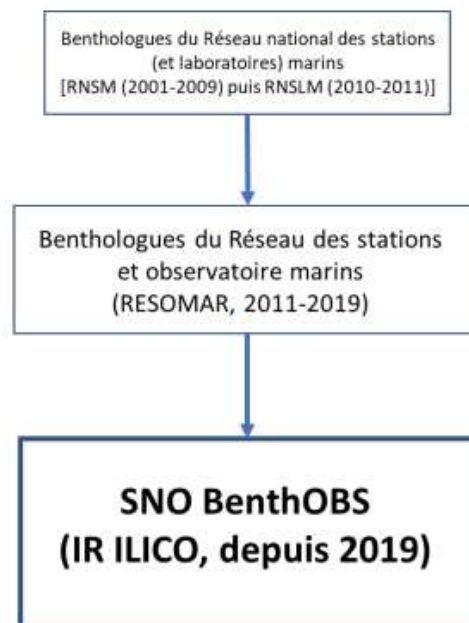 Benthologues du Réseau national des stations
(et laboratoires) marins
[RNSM (2001-2009) puis RNSLM (2010-2011)]
Benthologues du Réseau des stations
et observatoire marins
(RESOMAR, 2011-2019)
SNO BenthOBS
(IR ILICO, depuis 2019)